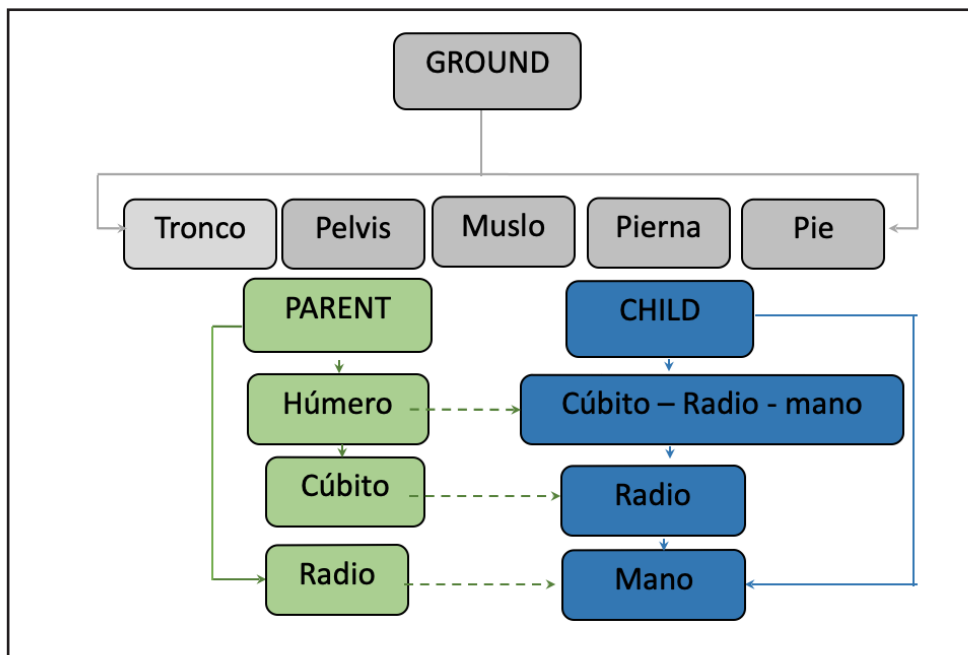 GROUND
Tronco
Pelvis
Muslo
Pierna
Pie
PARENT
CHILD
Húmero
Cúbito – Radio - mano
Cúbito
Radio
Radio
Mano